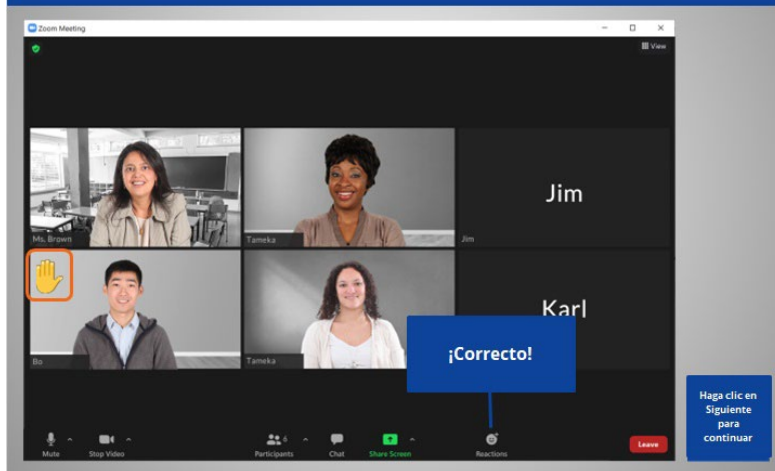 Zoom Meeting
View
Ms. Brown
Tameka
Jim
Jim
Bo
Tameka
Karl
¡Correcto!
Haga clic en
Siguiente
para
continuar
Mute
Stop Video
6
Participants
Chat
Share Screen
Reactions
Leave